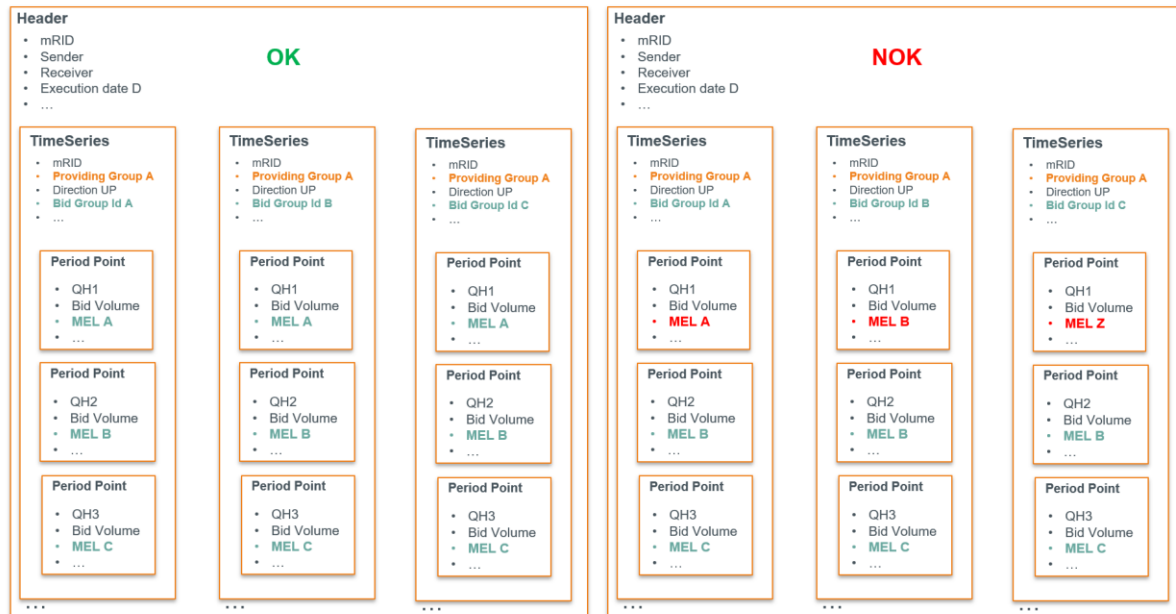 Header
• mRID
• Sender
• Receiver
• Execution date D
• …
OK
TimeSeries
• mRID
• Providing Group A
• Direction UP
• Bid Group Id A
• …
Period Point
• QH1
• Bid Volume
• MEL A
• …
Period Point
• QH2
• Bid Volume
• MEL B
• …
Period Point
• QH3
• Bid Volume
• MEL C
• …
…
TimeSeries
• mRID
• Providing Group A
• Direction UP
• Bid Group Id B
• …
Period Point
• QH1
• Bid Volume
• MEL A
• …
Period Point
• QH2
• Bid Volume
• MEL B
• …
Period Point
• QH3
• Bid Volume
• MEL C
• …
…
TimeSeries
• mRID
• Providing Group A
• Direction UP
• Bid Group Id C
• …
Period Point
• QH1
• Bid Volume
• MEL A
• …
Period Point
• QH2
• Bid Volume
• MEL B
• …
Period Point
• QH3
• Bid Volume
• MEL C
• …
…
Header
• mRID
• Sender
• Receiver
• Execution date D
• …
NOK
TimeSeries
• mRID
• Providing Group A
• Direction UP
• Bid Group Id A
• …
Period Point
• QH1
• Bid Volume
• MEL A
• …
Period Point
• QH2
• Bid Volume
• MEL B
• …
Period Point
• QH3
• Bid Volume
• MEL C
• …
…
TimeSeries
• mRID
• Providing Group A
• Direction UP
• Bid Group Id B
• …
Period Point
• QH1
• Bid Volume
• MEL B
• …
Period Point
• QH2
• Bid Volume
• MEL B
• …
Period Point
• QH3
• Bid Volume
• MEL C
• …
…
TimeSeries
• mRID
• Providing Group A
• Direction UP
• Bid Group Id C
• …
Period Point
• QH1
• Bid Volume
• MEL Z
• …
Period Point
• QH2
• Bid Volume
• MEL B
• …
Period Point
• QH3
• Bid Volume
• MEL C
• …
…